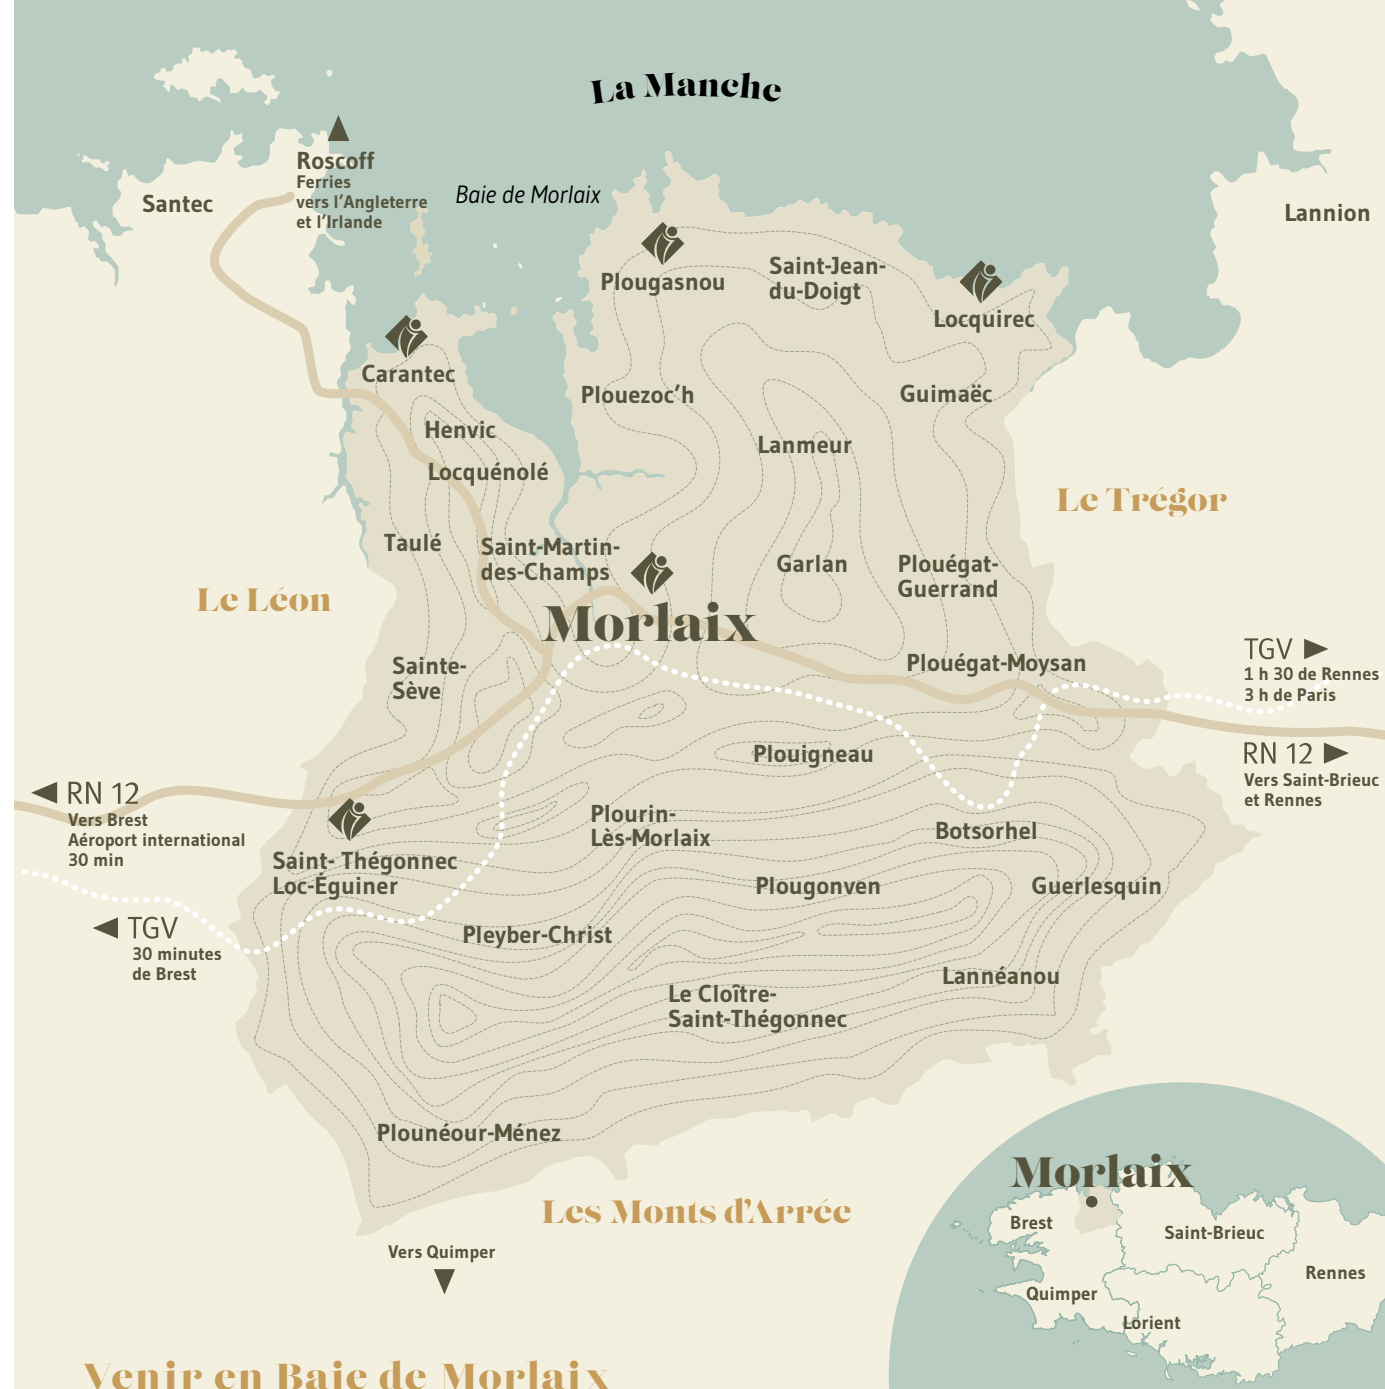 La Manche
Roscoff
Ferries
vers l’Angleterre
et l’Irlande
Santec
Baie de Morlaix
Lannion
Plougasnou
Saint-Jean-
du-Doigt
Locquirec
Carantec
Plouezoc’h
Guimaëc
Henvic
Lanmeur
Locquénolé
Le Trégor
Taulé
Saint-Martin-
des-Champs
Garlan
Plouégat-
Guerrand
Le Léon
Morlaix
Sainte-
Sève
Plouégat-Moysan
TGV
1 h 30 de Rennes
3 h de Paris
Plouigneau
RN 12
Vers Saint-Brieuc
et Rennes
RN 12
Vers Brest
Aéroport international
30 min
Plourin-
Lès-Morlaix
Botsorhel
Saint- Thégonnec
Loc-Éguiner
Plougonven
Guerlesquin
TGV
30 minutes
de Brest
Pleyber-Christ
Lannéanou
Le Cloître-
Saint-Thégonnec
Plounéour-Ménez
Les Monts d’Arrée
Vers Quimper
Morlaix
Brest
Saint-Brieuc
Rennes
Quimper
Lorient
Venir en Baie de Morlaix